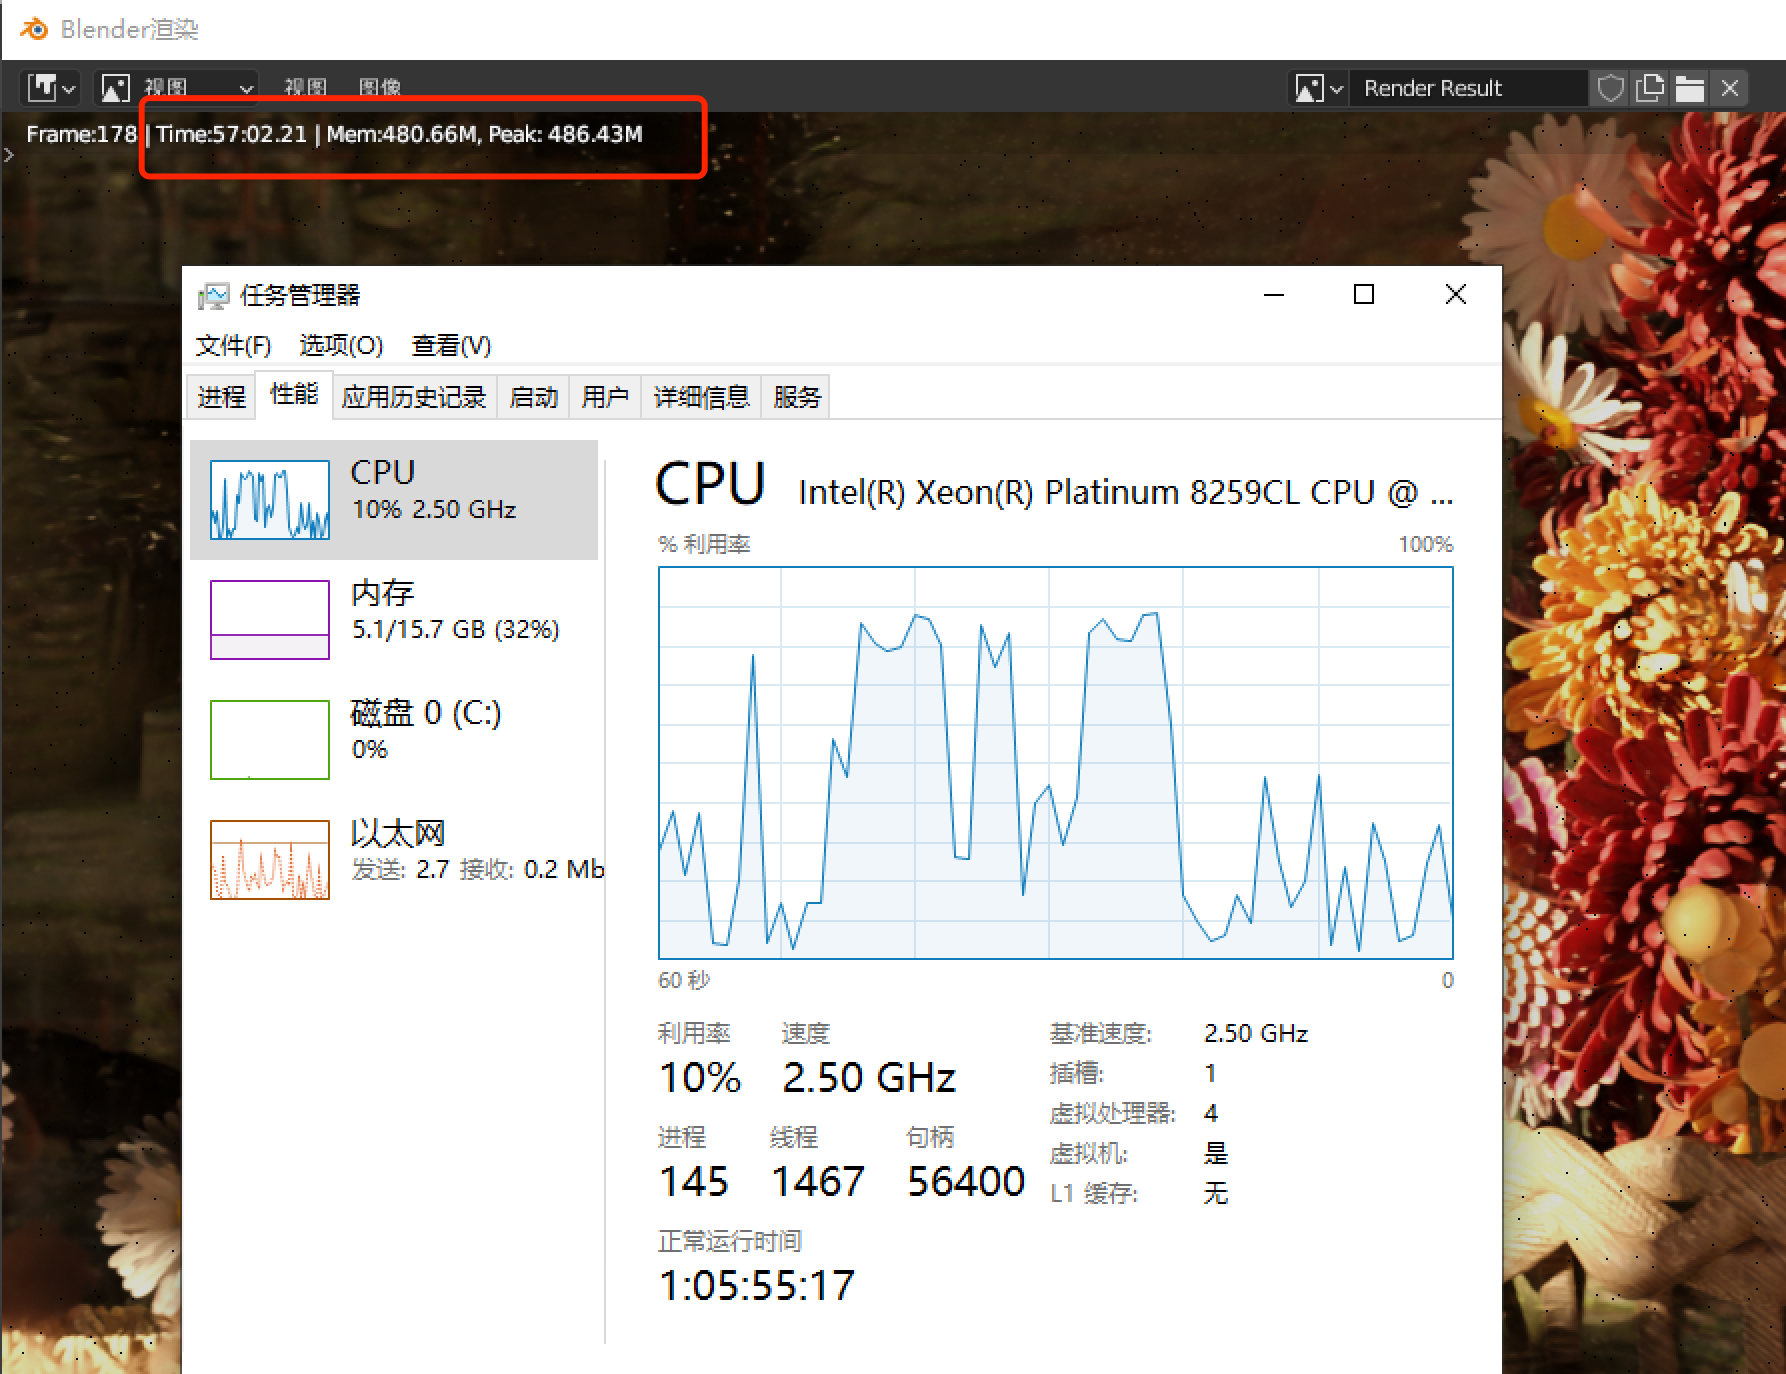 Blender渲染
视图 视图 图像 Render Result
Frame:178 | Time:57:02.21 | Mem:480.66M, Peak: 486.43M
任务管理器
文件(F) 选项(O) 查看(V)
进程 性能 应用历史记录 启动 用户 详细信息 服务
CPU
10% 2.50 GHz
内存
5.1/15.7 GB (32%)
磁盘 0 (C:)
0%
以太网
发送: 2.7 接收: 0.2 Mb
CPU Intel(R) Xeon(R) Platinum 8259CL CPU @ ...
% 利用率 100%
60 秒 0
利用率 速度
10% 2.50 GHz
进程 线程 句柄
145 1467 56400
正常运行时间
1:05:55:17
基准速度: 2.50 GHz
插槽: 1
虚拟处理器: 4
虚拟机: 是
L1 缓存: 无